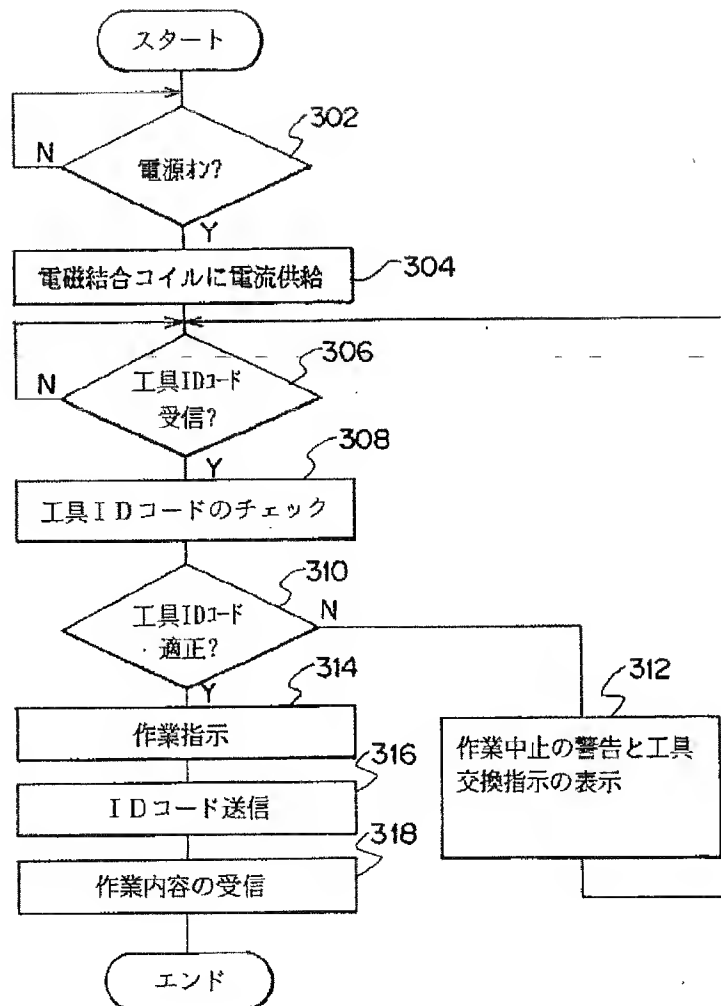 スタート
302
N
電源オン?
Y
電磁結合コイルに電流供給
304
306
N
工具IDコード
受信?
Y
308
工具IDコードのチェック
310
工具IDコード
適正?
N
Y
314
312
作業指示
作業中止の警告と工具
交換指示の表示
316
IDコード送信
318
作業内容の受信
エンド